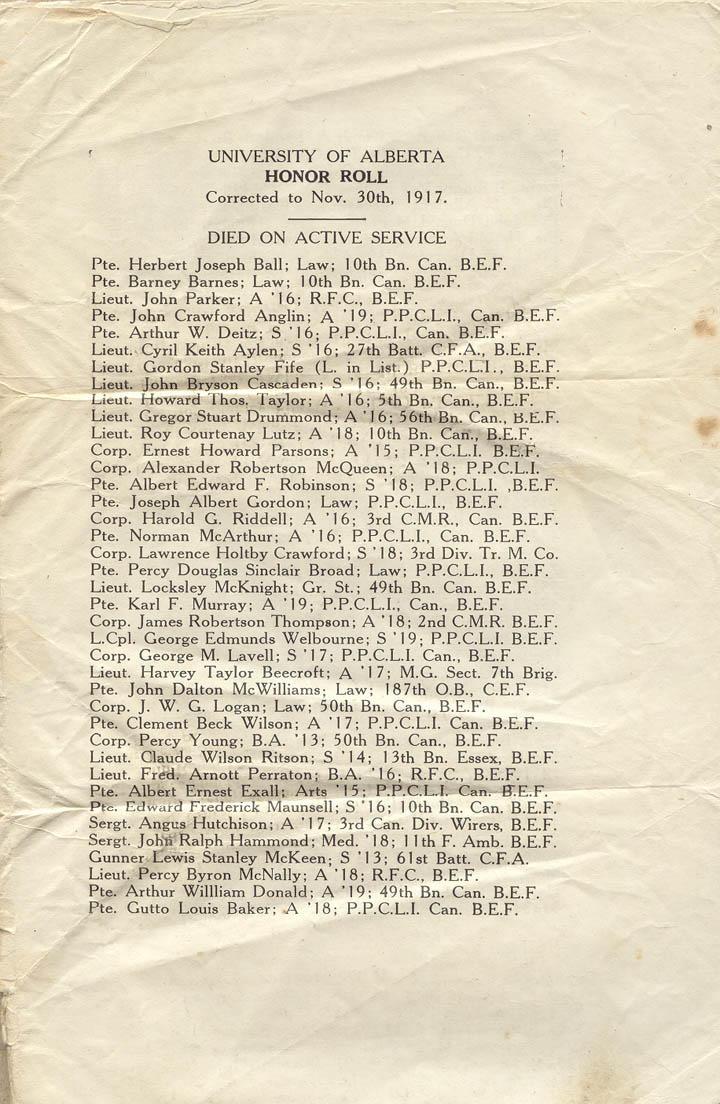 UNIVERSITY OF ALBERTA
HONOR ROLL
Corrected to Nov. 30th, 1917.
DIED ON ACTIVE SERVICE
Pte. Herbert Joseph Ball; Law; 10th Bn. Can. B.E.F.
Pte. Barney Barnes; Law; 10th Bn. Can. B.E.F.
Lieut. John Parker; A '16; R.F.C., B.E.F.
Pte. John Crawford Anglin; A '19; P.P.C.L.I., Can. B.E.F.
Pte. Arthur W. Deitz; S '16; P.P.C.L.I., Can. B.E.F.
Lieut. Cyril Keith Aylen; S '16; 27th Batt. C.F.A., B.E.F.
Lieut. Gordon Stanley Fife (L. in List.) P.P.C.L.I., B.E.F.
Lieut. John Bryson Cascaden; S '16; 49th Bn. Can., B.E.F.
Lieut. Howard Thos. Taylor; A '16; 5th Bn. Can., B.E.F.
Lieut. Gregor Stuart Drummond; A '16; 56th Bn. Can., B.E.F.
Lieut. Roy Courtenay Lutz; A '18; 10th Bn. Can., B.E.F.
Corp. Ernest Howard Parsons; A '15; P.P.C.L.I. B.E.F.
Corp. Alexander Robertson McQueen; A '18; P.P.C.L.I.
Pte. Albert Edward F. Robinson; S '18; P.P.C.L.I. ,B.E.F.
Pte. Joseph Albert Gordon; Law; P.P.C.L.I., B.E.F.
Corp. Harold G. Riddell; A '16; 3rd C.M.R., Can. B.E.F.
Pte. Norman McArthur; A '16; P.P.C.L.I., Can. B.E.F.
Corp. Lawrence Holtby Crawford; S '18; 3rd Div. Tr. M. Co.
Pte. Percy Douglas Sinclair Broad; Law; P.P.C.L.I., B.E.F.
Lieut. Locksley McKnight; Gr. St.; 49th Bn. Can. B.E.F.
Pte. Karl F. Murray; A '19; P.P.C.L.I., Can., B.E.F.
Corp. James Robertson Thompson; A '18; 2nd C.M.R. B.E.F.
L.Cpl. George Edmunds Welbourne; S '19; P.P.C.L.I. B.E.F.
Corp. George M. Lavell; S '17; P.P.C.L.I. Can., B.E.F.
Lieut. Harvey Taylor Beecroft; A '17; M.G. Sect. 7th Brig.
Pte. John Dalton McWilliams; Law; 187th O.B., C.E.F.
Corp. J. W. G. Logan; Law; 50th Bn. Can., B.E.F.
Pte. Clement Beck Wilson; A '17; P.P.C.L.I. Can. B.E.F.
Corp. Percy Young; B.A. '13; 50th Bn. Can., B.E.F.
Lieut. Claude Wilson Ritson; S '14; 13th Bn. Essex, B.E.F.
Lieut. Fred. Arnott Perraton; B.A. '16; R.F.C., B.E.F.
Pte. Albert Ernest Exall; Arts '15; P.P.C.L.I. Can. B.E.F.
Pte. Edward Frederick Maunsell; S '16; 10th Bn. Can. B.E.F.
Sergt. Angus Hutchison; A '17; 3rd Can. Div. Wirers, B.E.F.
Sergt. John Ralph Hammond; Med. '18; 11th F. Amb. B.E.F.
Gunner Lewis Stanley McKeen; S '13; 61st Batt. C.F.A.
Lieut. Percy Byron McNally; A '18; R.F.C., B.E.F.
Pte. Arthur Willliam Donald; A '19; 49th Bn. Can. B.E.F.
Pte. Gutto Louis Baker; A '18; P.P.C.L.I. Can. B.E.F.